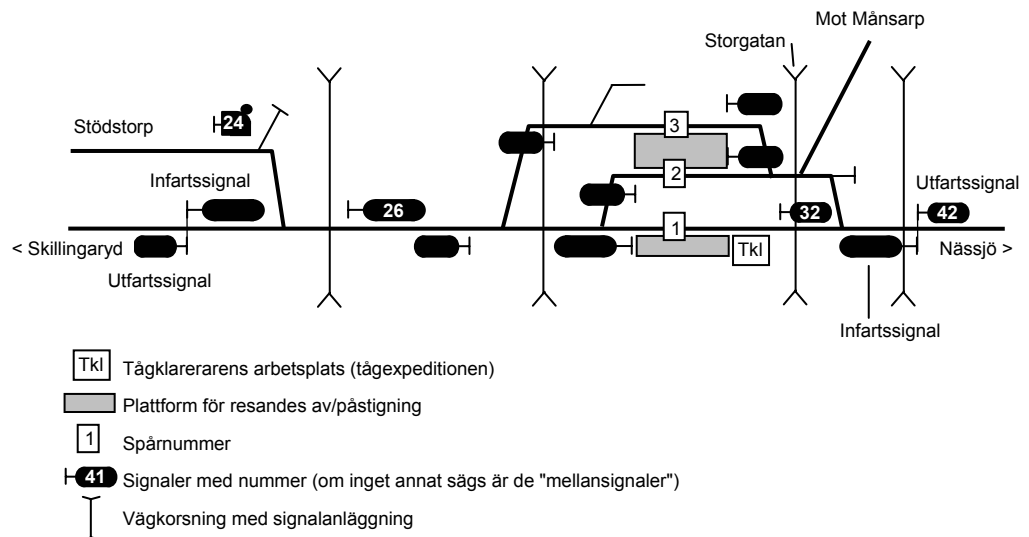 Mot Månsarp
Storgatan
Stödstorp
24
3
Infartssignal
2
Utfartssignal
26
32
42
1
< Skillingaryd
Tkl
Nässjö >
Utfartssignal
Infartssignal
Tkl Tågklarerarens arbetsplats (tågexpeditionen)
Plattform för resandes av/påstigning
1 Spårnummer
41 Signaler med nummer (om inget annat sägs är de "mellansignaler")
Vägkorsning med signalanläggning